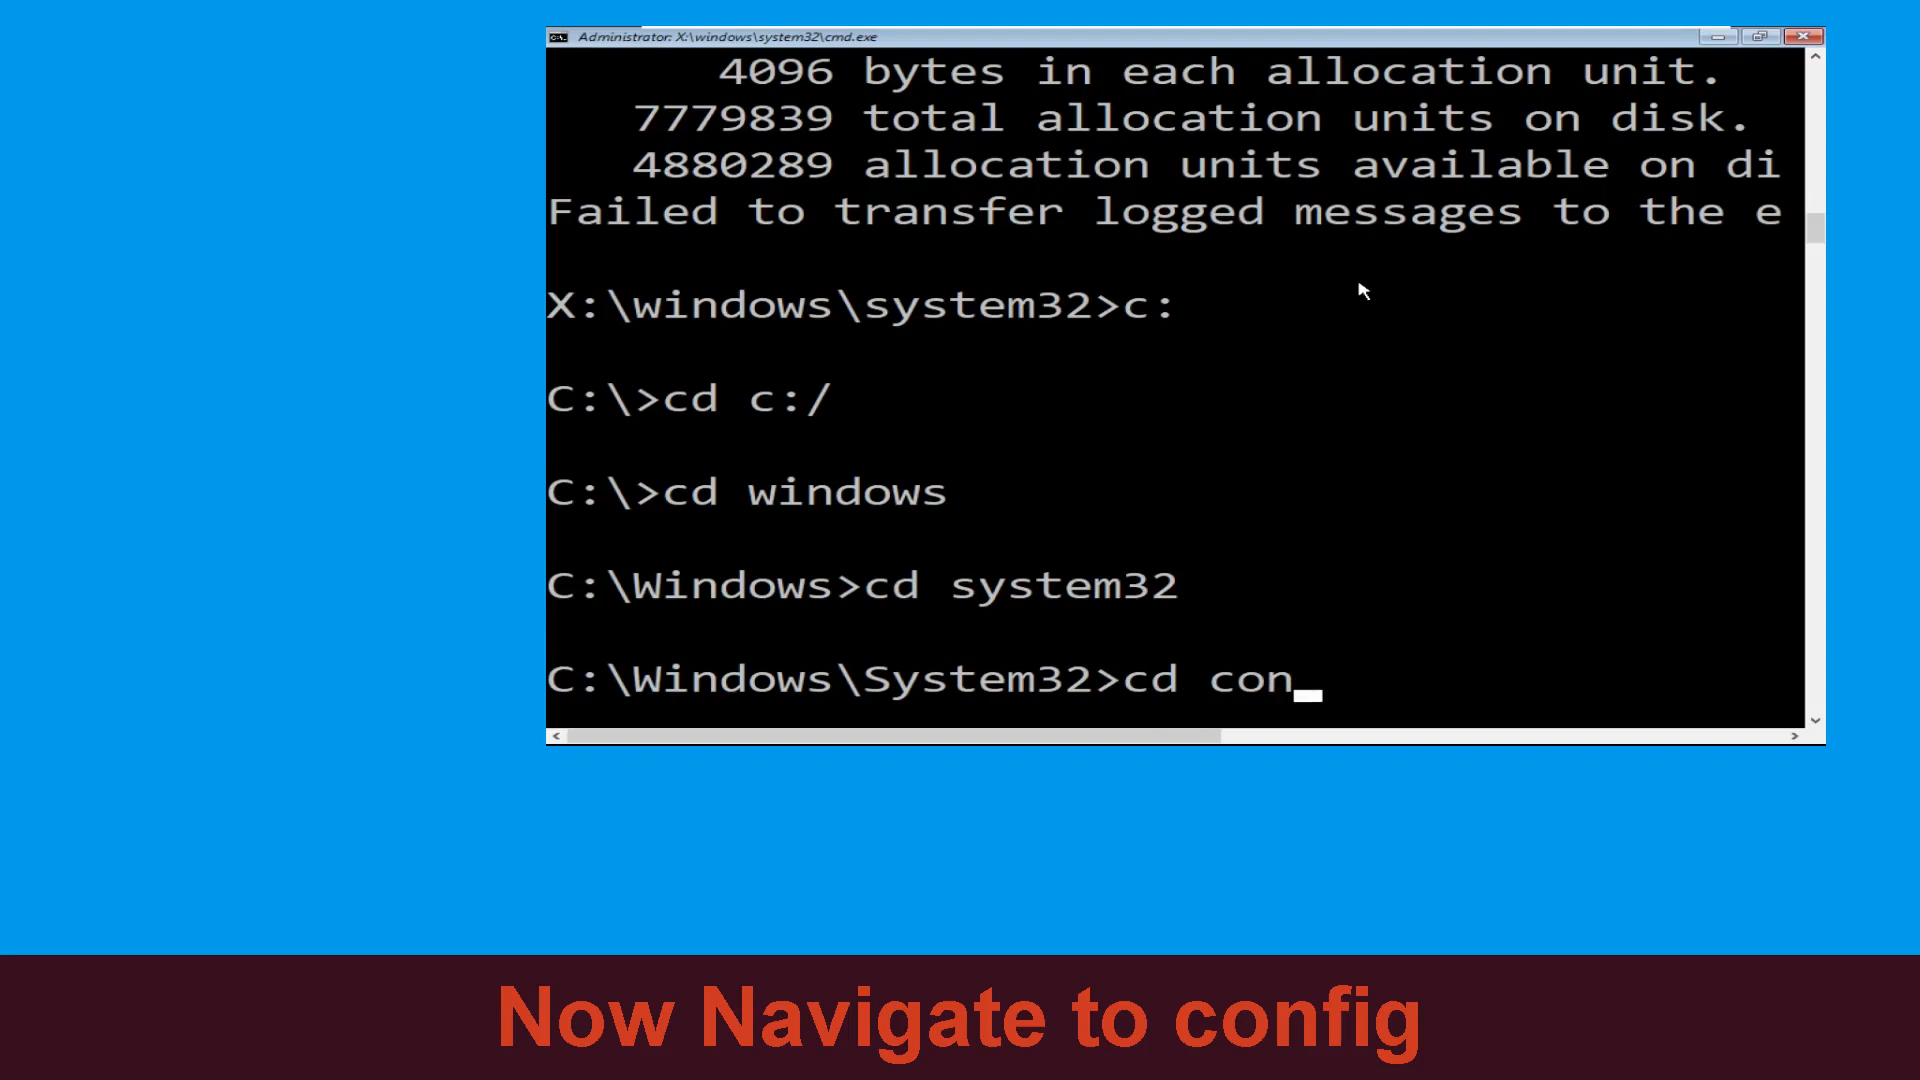 Administrator: X:\windows\system32\cmd.exe
4096 bytes in each allocation unit.
7779839 total allocation units on disk.
4880289 allocation units available on di
Failed to transfer logged messages to the e
X:\windows\system32>c:
C:\>cd c:/
C:\>cd windows
C:\Windows>cd system32
C:\Windows\System32>cd con
Now Navigate to config